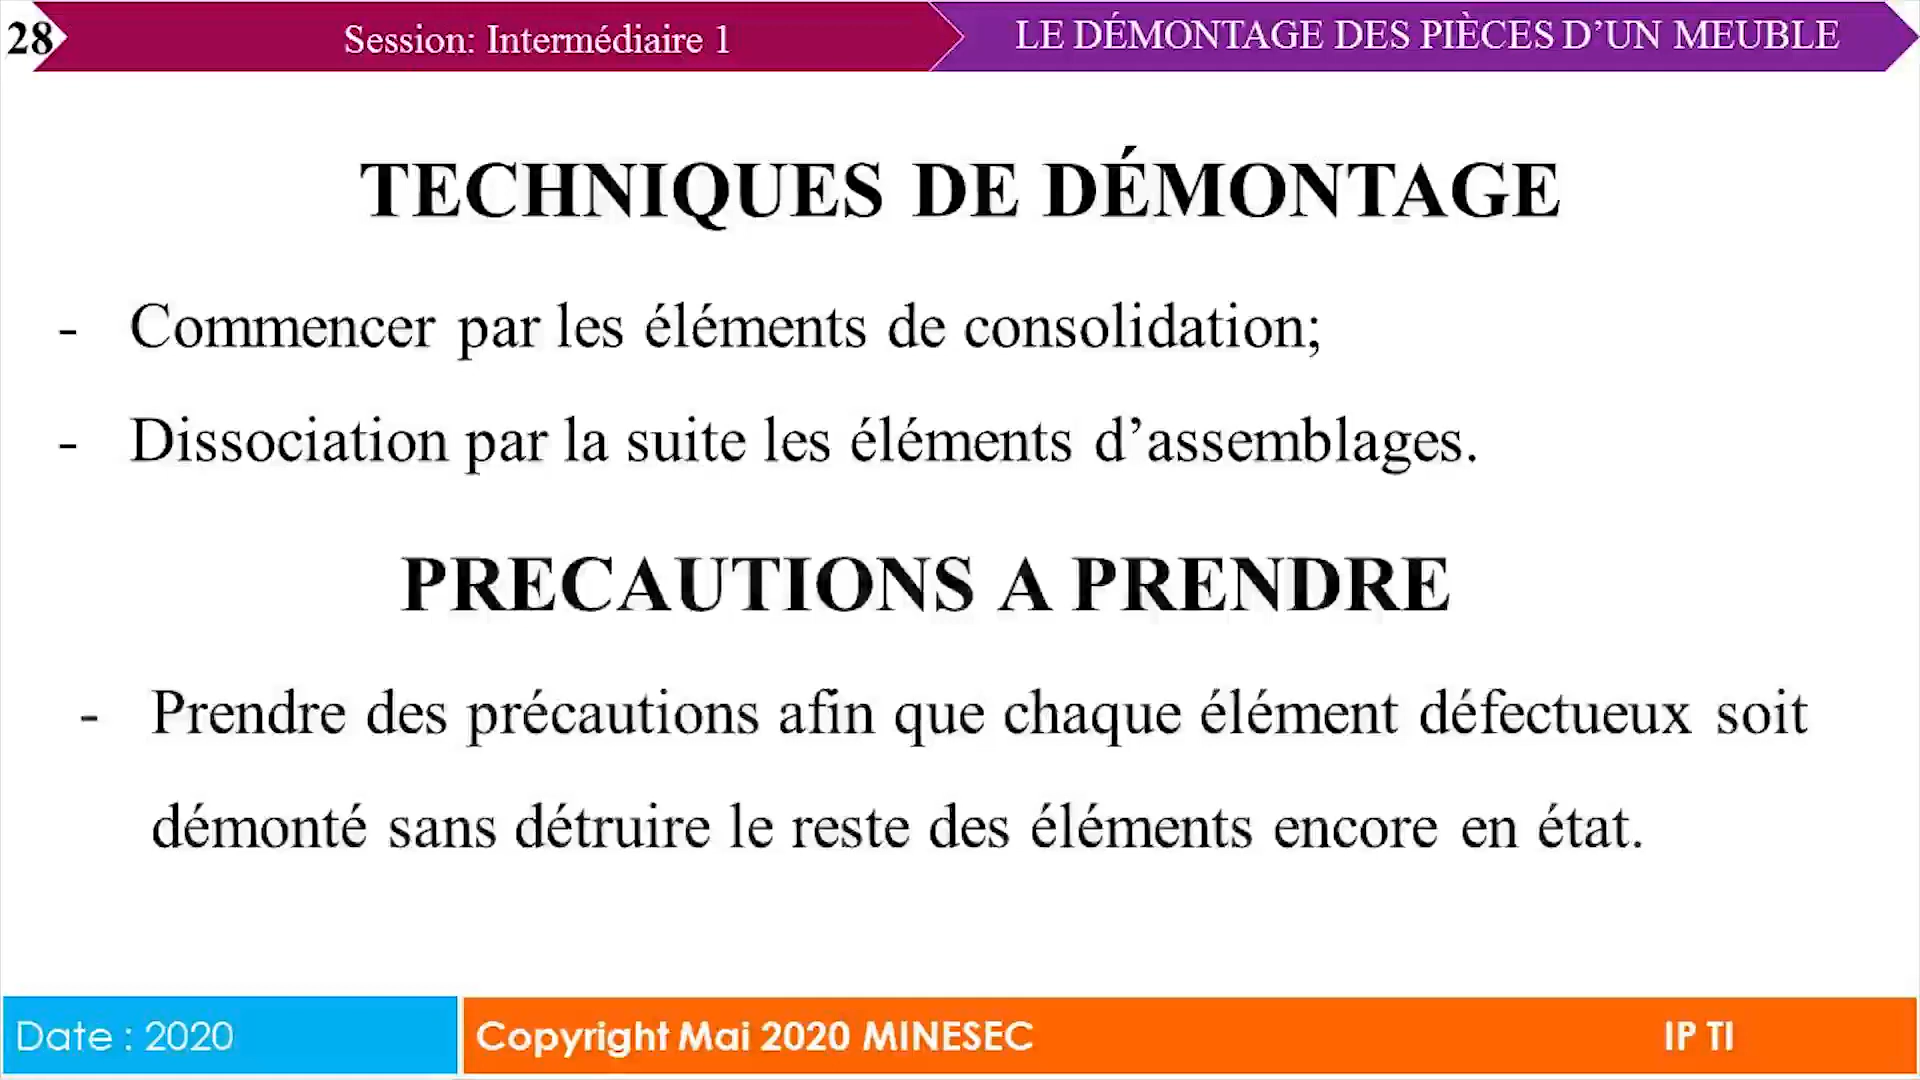 28
Session: Intermédiaire 1
LE DÉMONTAGE DES PIÈCES D’UN MEUBLE
TECHNIQUES DE DÉMONTAGE
- Commencer par les éléments de consolidation;
- Dissociation par la suite les éléments d’assemblages.
PRECAUTIONS A PRENDRE
- Prendre des précautions afin que chaque élément défectueux soit
démonté sans détruire le reste des éléments encore en état.
Date : 2020
Copyright Mai 2020 MINESEC
IP TI